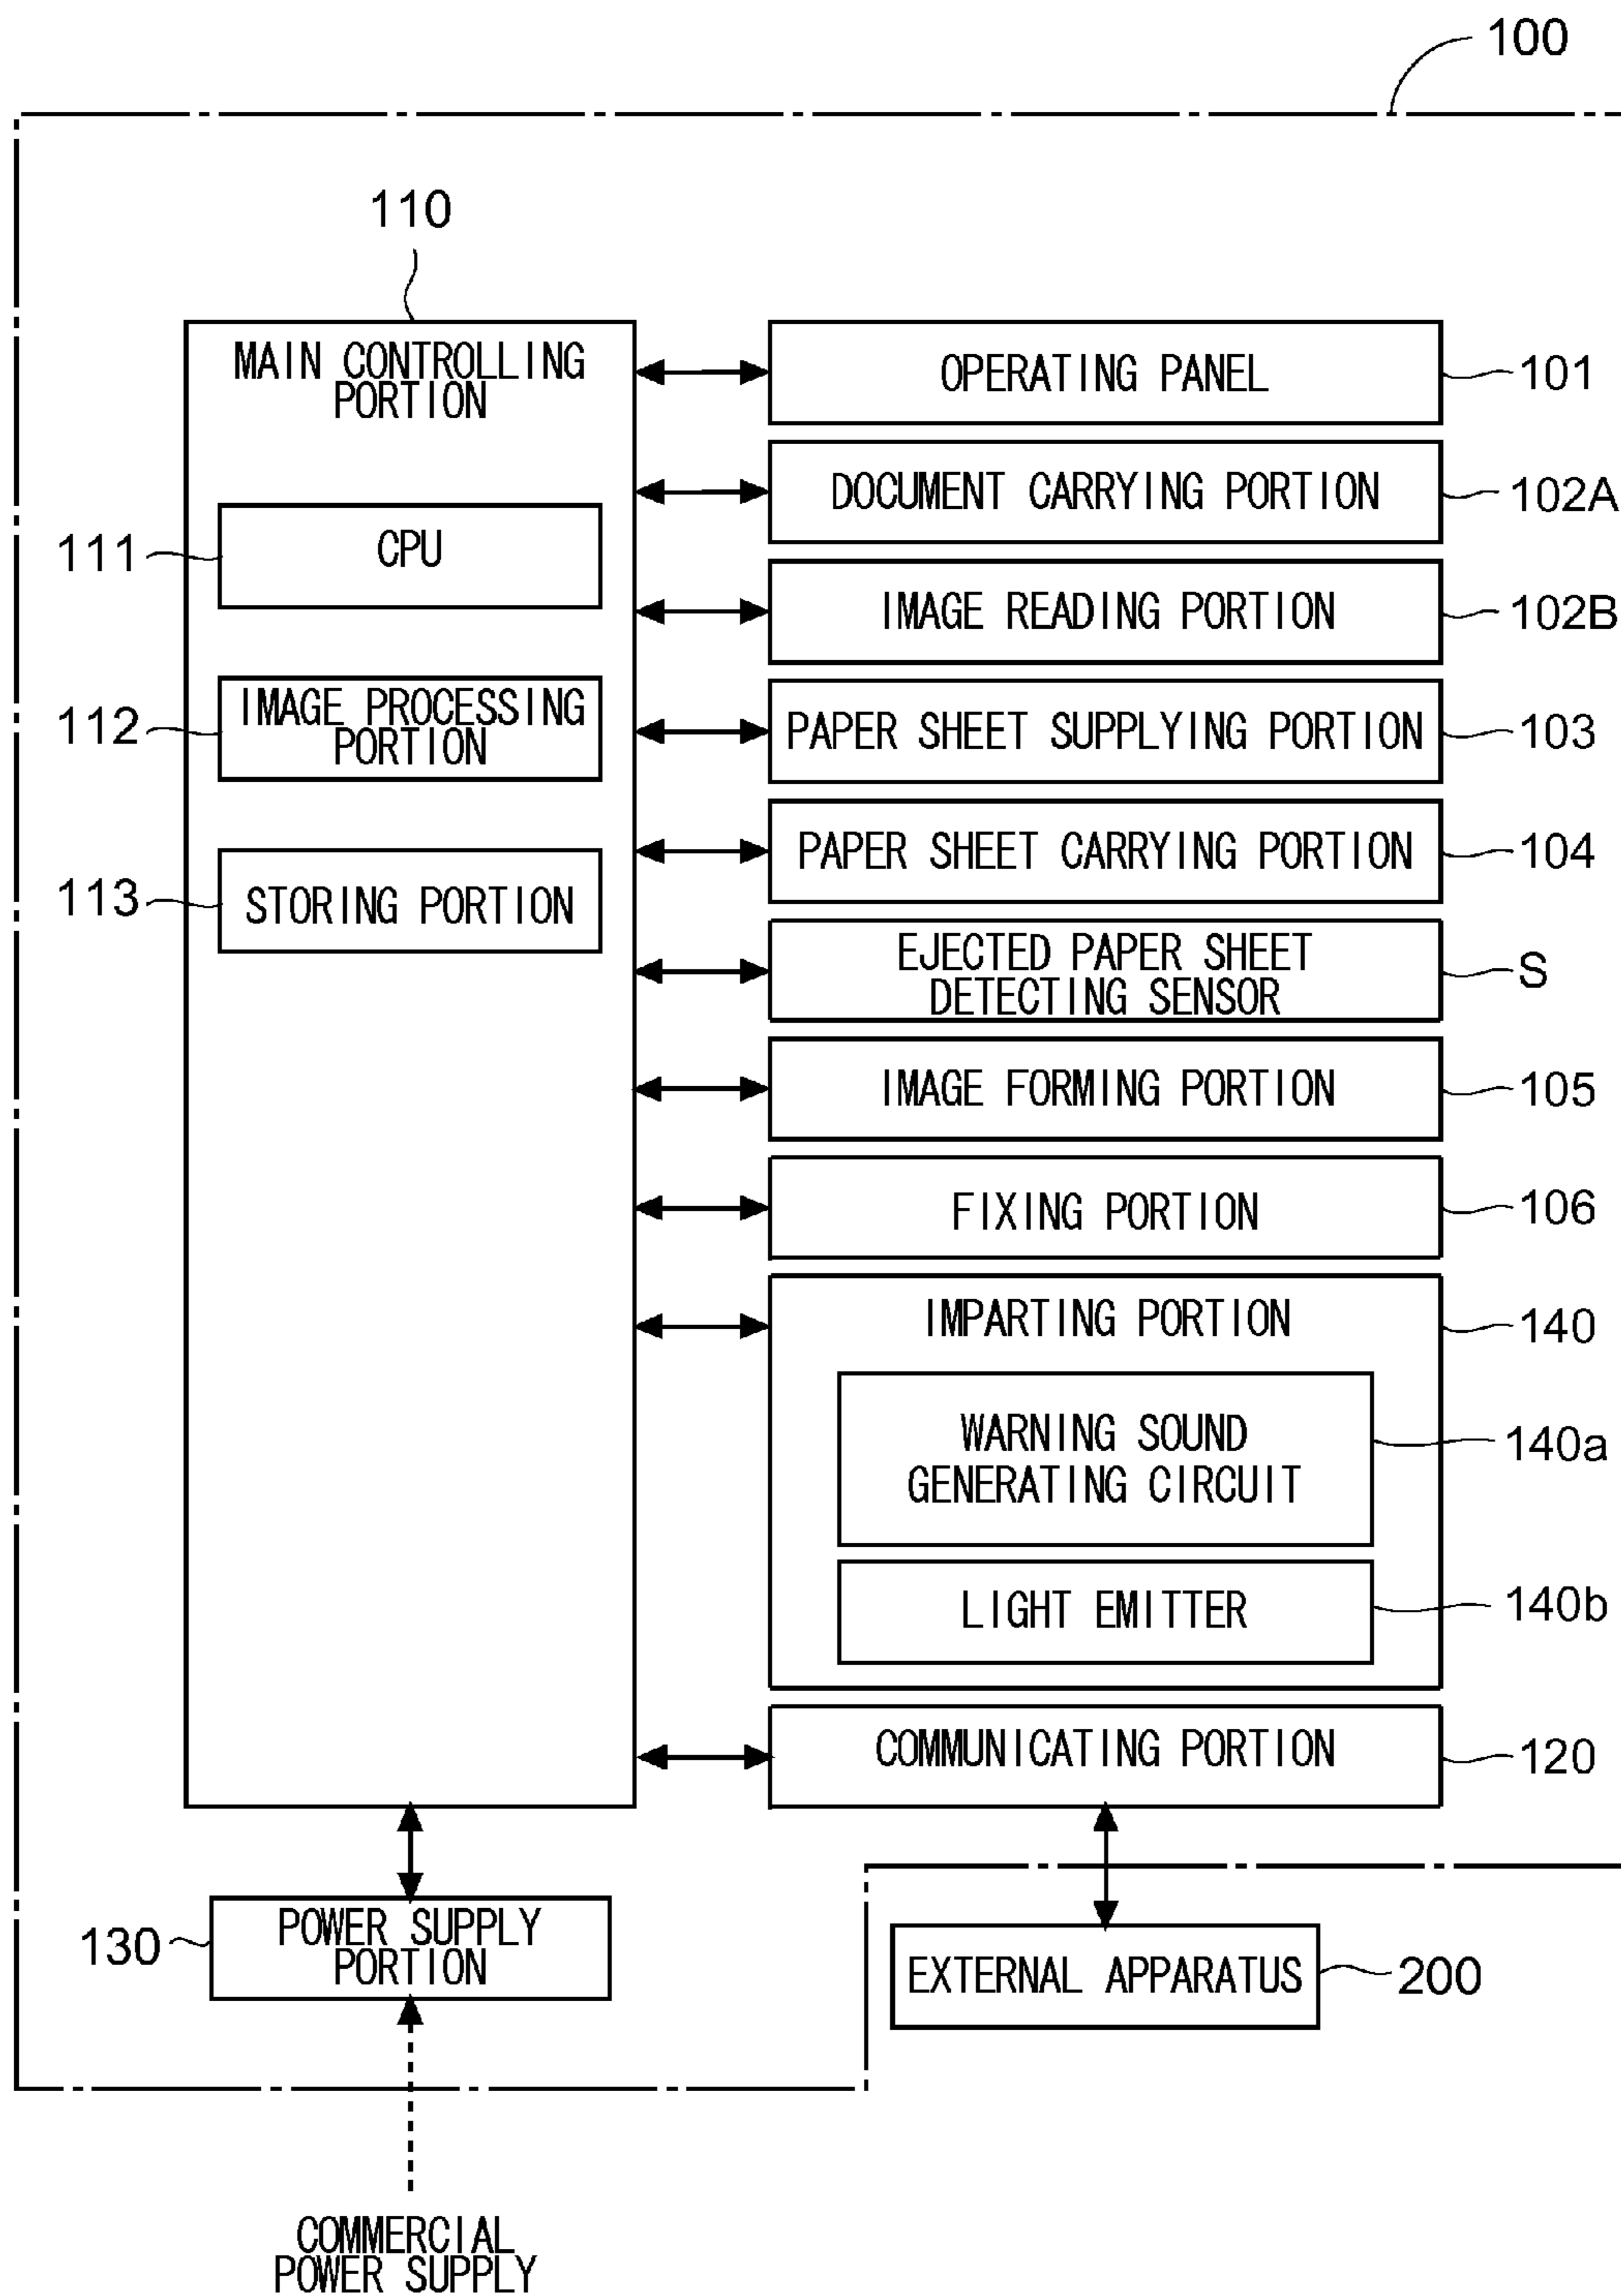 100
110
MAIN CONTROLLING
PORTION
OPERATING PANEL
101
DOCUMENT CARRYING PORTION
102A
111
CPU
IMAGE READING PORTION
102B
112
IMAGE PROCESSING
PORTION
PAPER SHEET SUPPLYING PORTION
103
PAPER SHEET CARRYING PORTION
104
113
STORING PORTION
EJECTED PAPER SHEET
DETECTING SENSOR
S
IMAGE FORMING PORTION
105
FIXING PORTION
106
IMPARTING PORTION
140
WARNING SOUND
GENERATING CIRCUIT
140a
LIGHT EMITTER
140b
COMMUNICATING PORTION
120
130
POWER SUPPLY
PORTION
EXTERNAL APPARATUS
200
COMMERCIAL
POWER SUPPLY